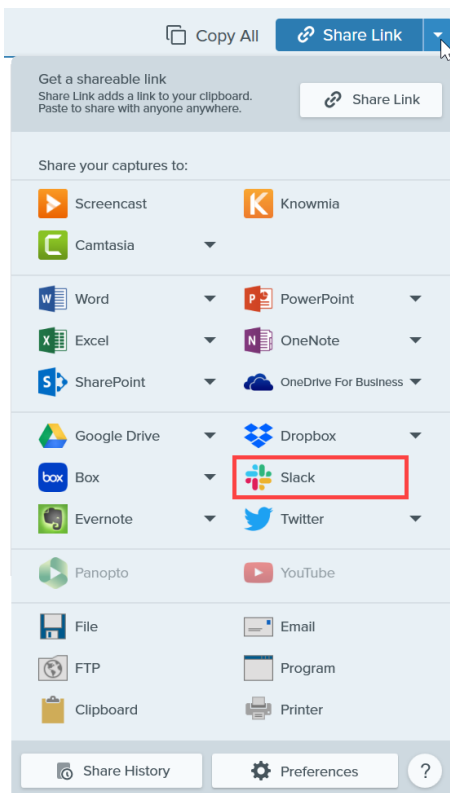 Copy All
Share Link
Get a shareable link
Share Link adds a link to your clipboard.
Paste to share with anyone anywhere.
Share Link
Share your captures to:
Screencast
Knowmia
Camtasia
Word
PowerPoint
Excel
OneNote
SharePoint
OneDrive For Business
Google Drive
Dropbox
box
Box
Slack
Evernote
Twitter
Panopto
YouTube
File
Email
FTP
Program
Clipboard
Printer
Share History
Preferences
?